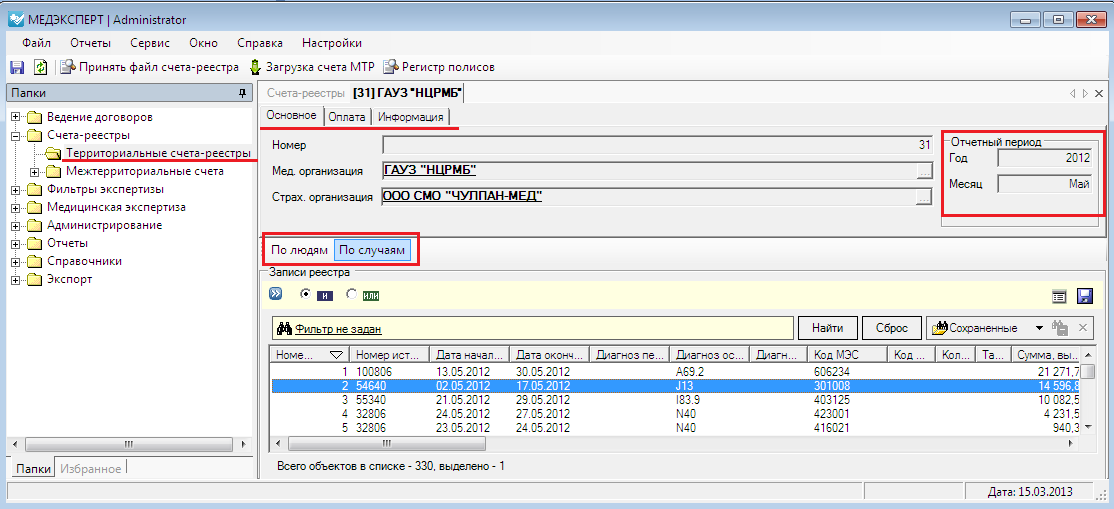 МЕДЭКСПЕРТ | Administrator
Файл Отчеты Сервис Окно Справка Настройки
Принять файл счета-реестра Загрузка счета МТР Регистр полисов
Папки
Ведение договоров
Счета-реестры
Территориальные счета-реестры
Межтерриториальные счета
Фильтры экспертизы
Медицинская экспертиза
Администрирование
Отчеты
Справочники
Экспорт
Папки Избранное
Счета-реестры [31] ГАУЗ "НЦРМБ"
Основное Оплата Информация
Номер 31
Мед. организация ГАУЗ "НЦРМБ" ...
Страх. организация ООО СМО "ЧУЛПАН-МЕД" ...
Отчетный период
Год 2012
Месяц Май
По людям По случаям
Записи реестра
и или
Фильтр не задан Найти Сброс Сохраненные
Номе... Номер ист... Дата начал... Дата оконч... Диагноз пе... Диагноз ос... Диагн... Код МЭС Код ... Кол... Та... Сумма, вы...
1 100806 13.05.2012 30.05.2012 A69.2 606234 21 271,7
2 54640 02.05.2012 17.05.2012 J13 301008 14 596,8
3 55340 21.05.2012 29.05.2012 I83.9 403125 10 082,5
4 32806 24.05.2012 27.05.2012 N40 423001 4 231,5
5 32806 23.05.2012 24.05.2012 N40 416021 940,3
Всего объектов в списке - 330, выделено - 1
Дата: 15.03.2013